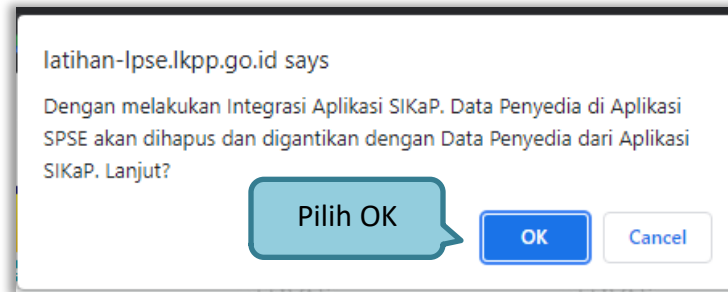 latihan-lpse.lkpp.go.id says
Dengan melakukan Integrasi Aplikasi SIKaP. Data Penyedia di Aplikasi
SPSE akan dihapus dan digantikan dengan Data Penyedia dari Aplikasi
SIKaP. Lanjut?
Pilih OK
OK
Cancel